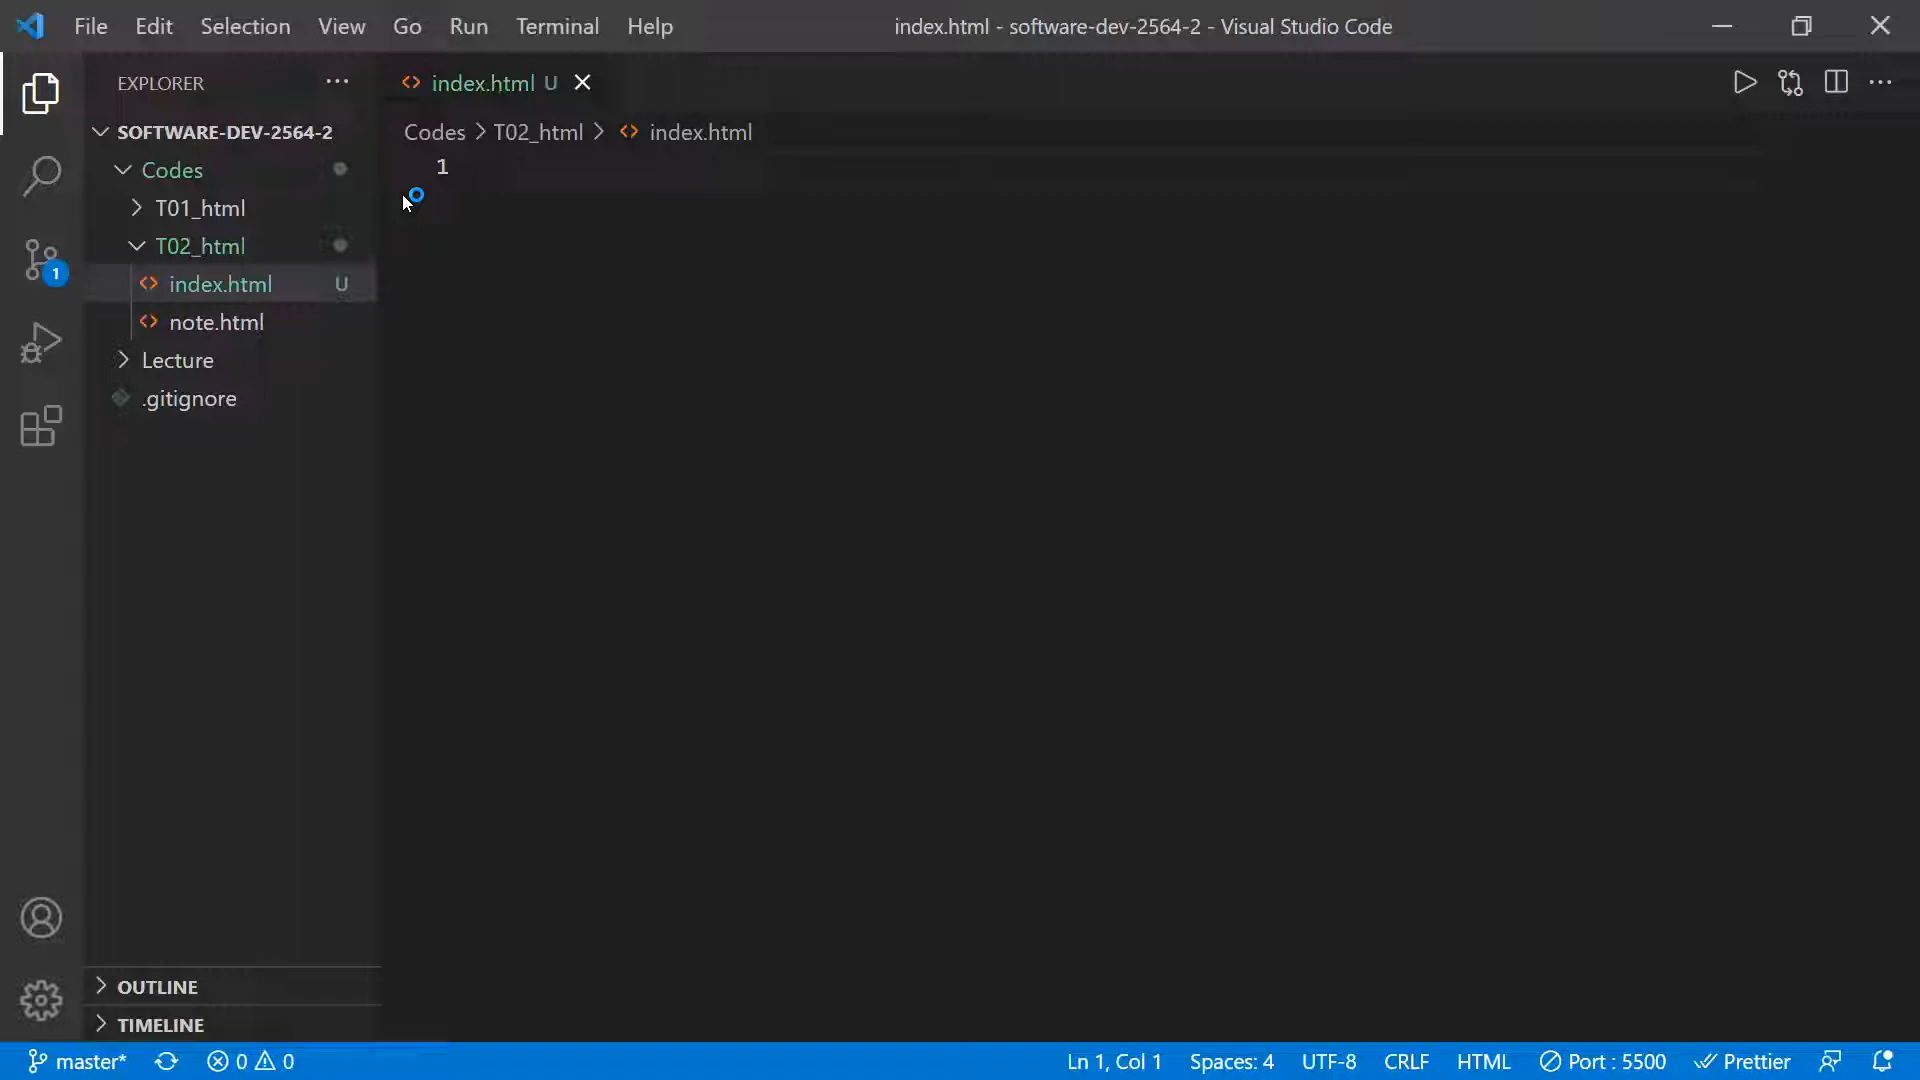 File Edit Selection View Go Run Terminal Help index.html - software-dev-2564-2 - Visual Studio Code
EXPLORER
index.html U
SOFTWARE-DEV-2564-2
Codes > T02_html > index.html
Codes
1
T01_html
T02_html
index.html U
note.html
Lecture
.gitignore
1
OUTLINE
TIMELINE
master* 0 0 Ln 1, Col 1 Spaces: 4 UTF-8 CRLF HTML Port : 5500 Prettier